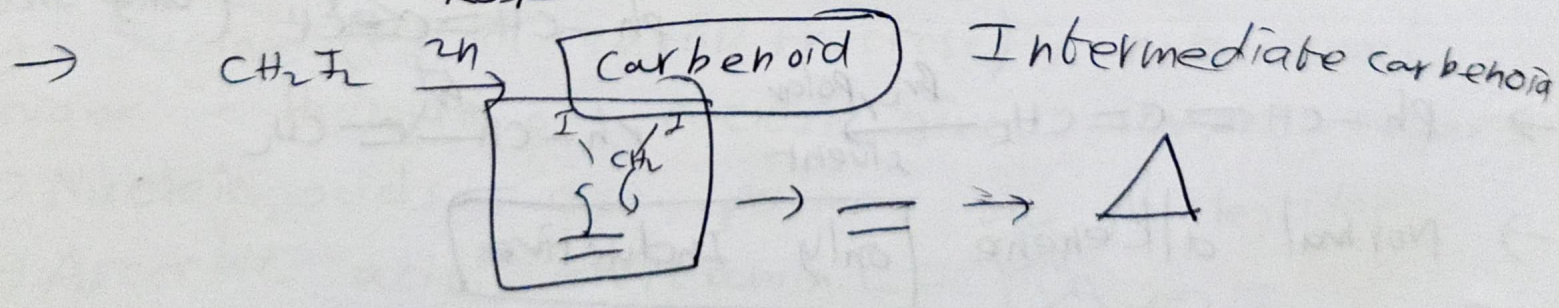 → CH₂I₂ Zn → Carbenoid Intermediate carbenoid
I I
CH₂
→ = → △